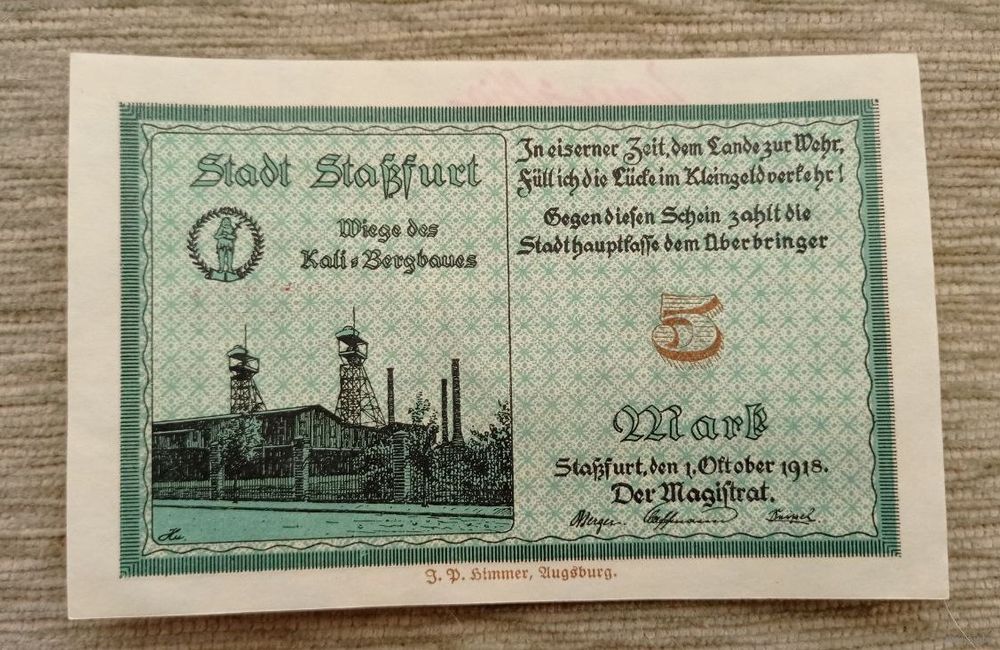 Stadt Staßfurt
Wiege des
Kali-Bergbaues
In eiserner Zeit, dem Lande zur Wehr,
Füll ich die Lücke im Kleingeldverkehr!
Gegen diesen Schein zahlt die
Stadthauptkasse dem Überbringer
5
Mark
Staßfurt, den 1. Oktober 1918.
Der Magistrat.
J. P. Himmer, Augsburg.